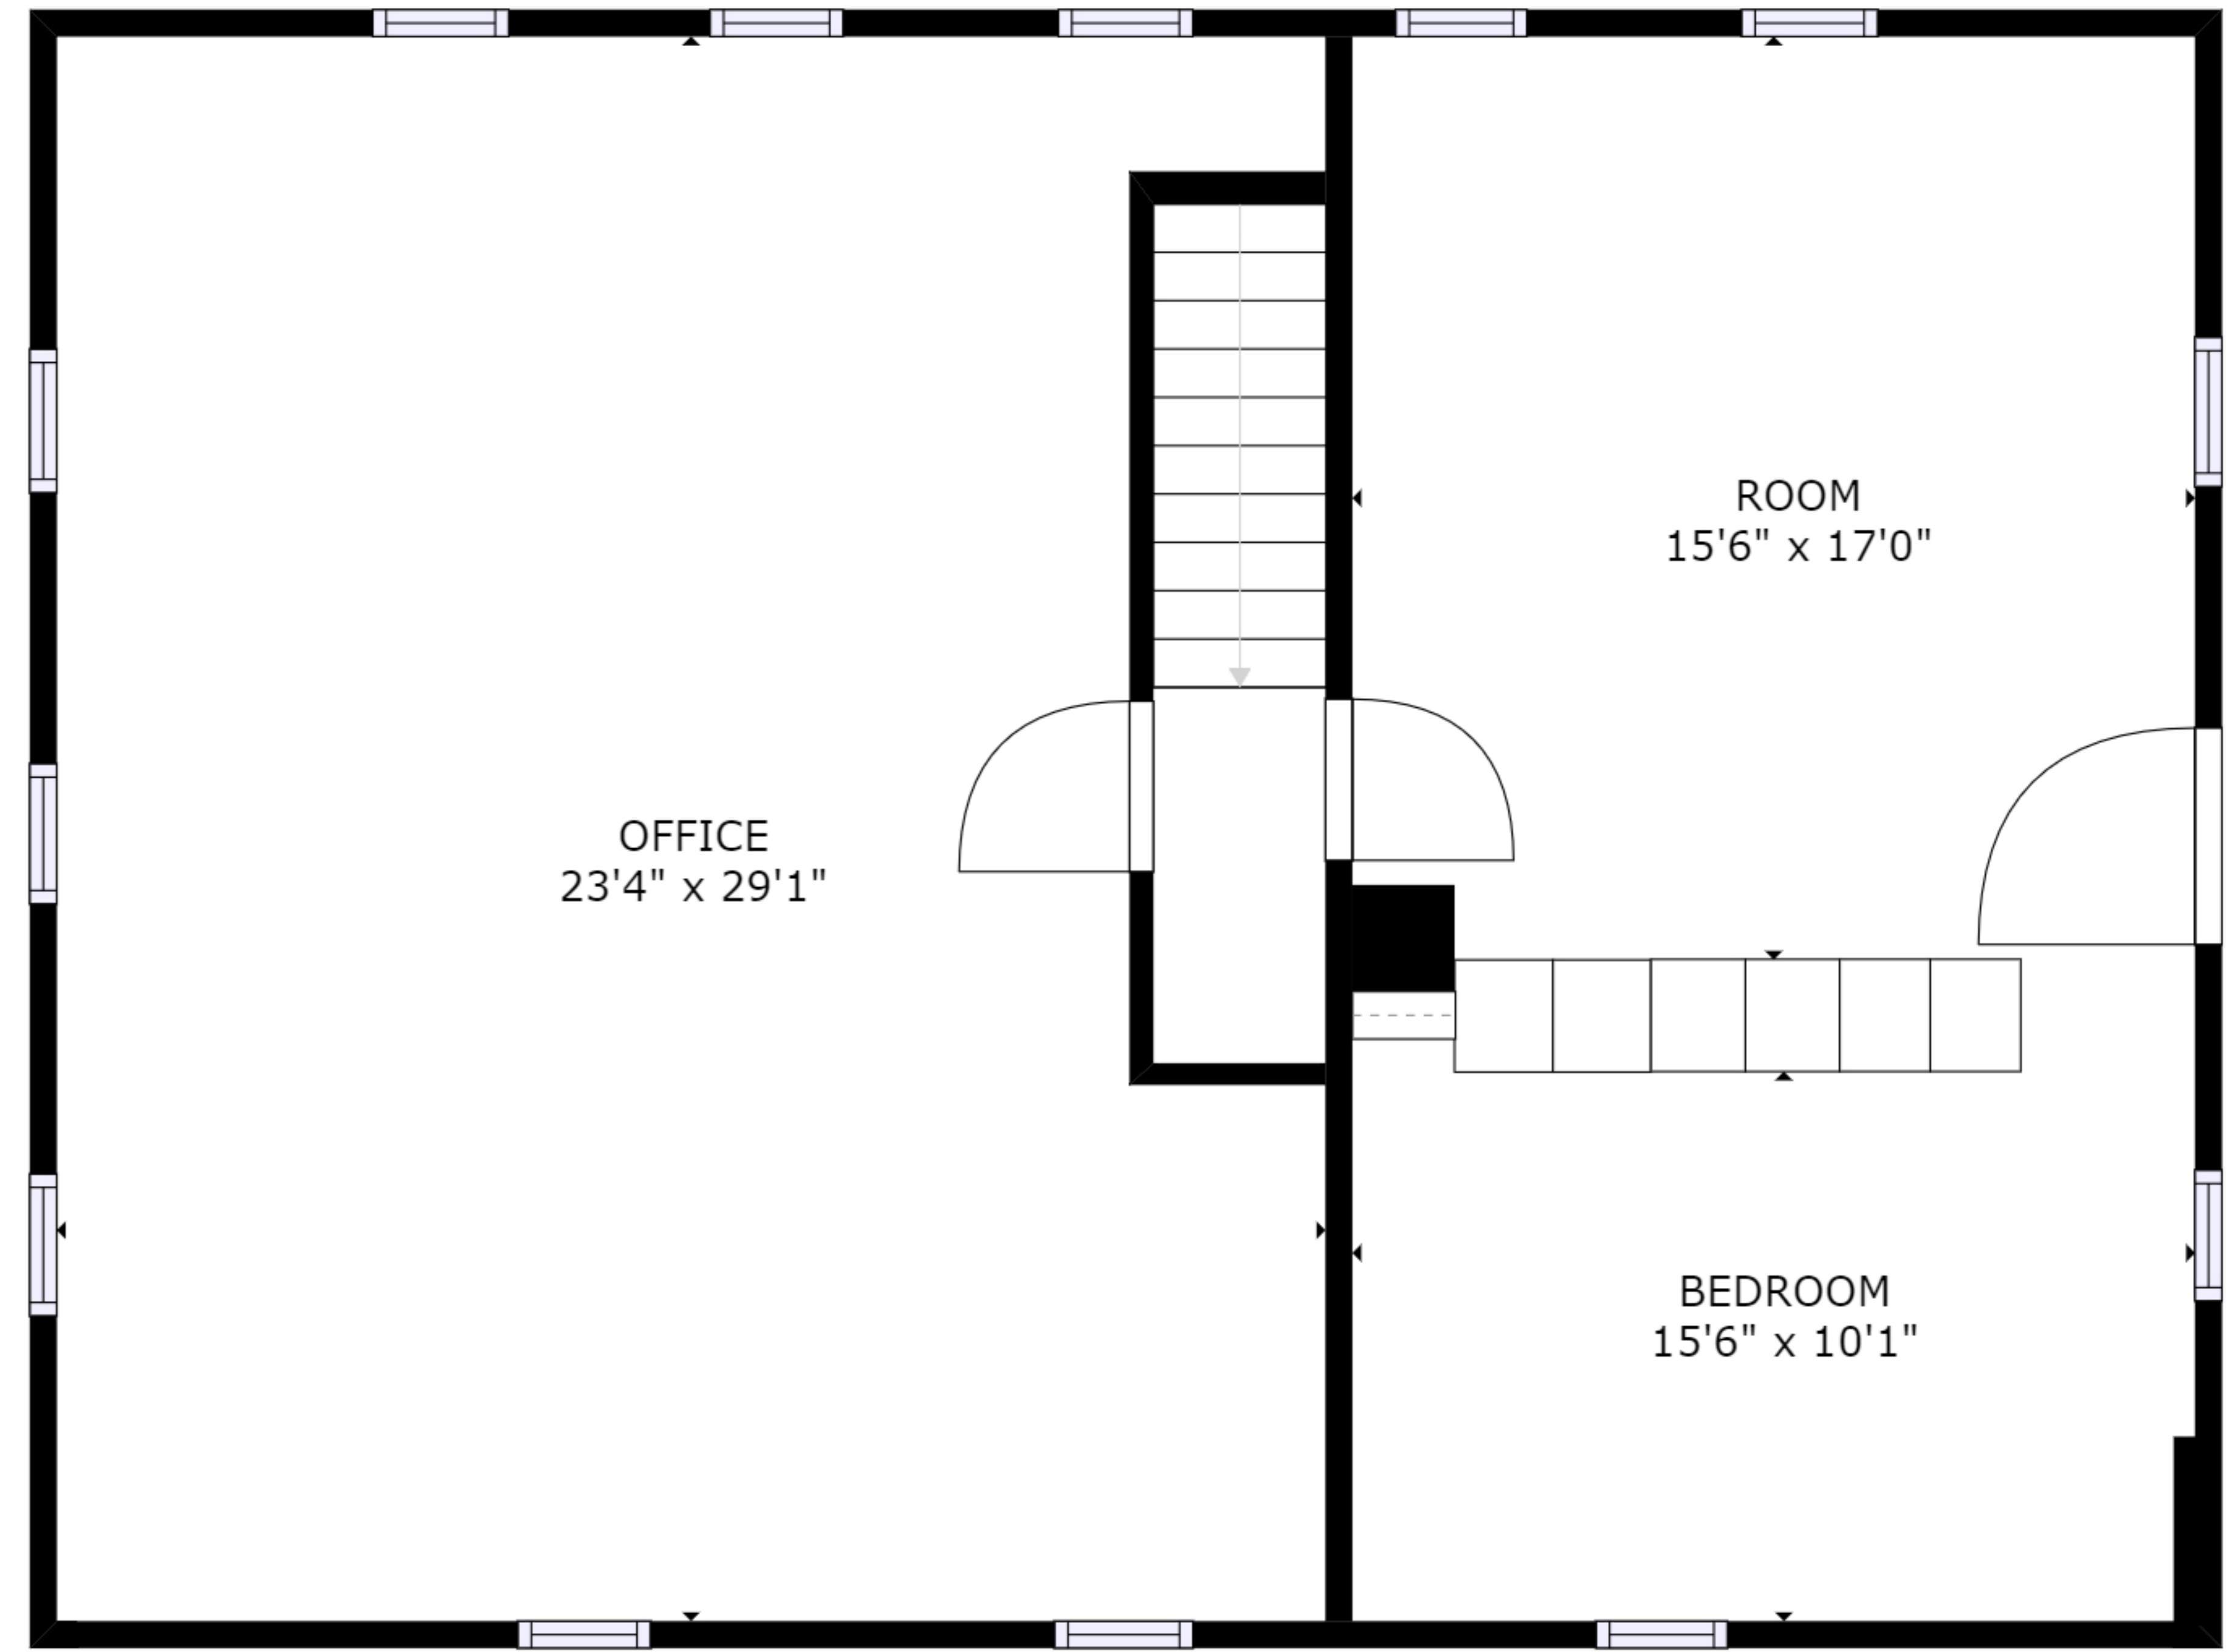 ROOM
15'6" x 17'0"
OFFICE
23'4" x 29'1"
BEDROOM
15'6" x 10'1"